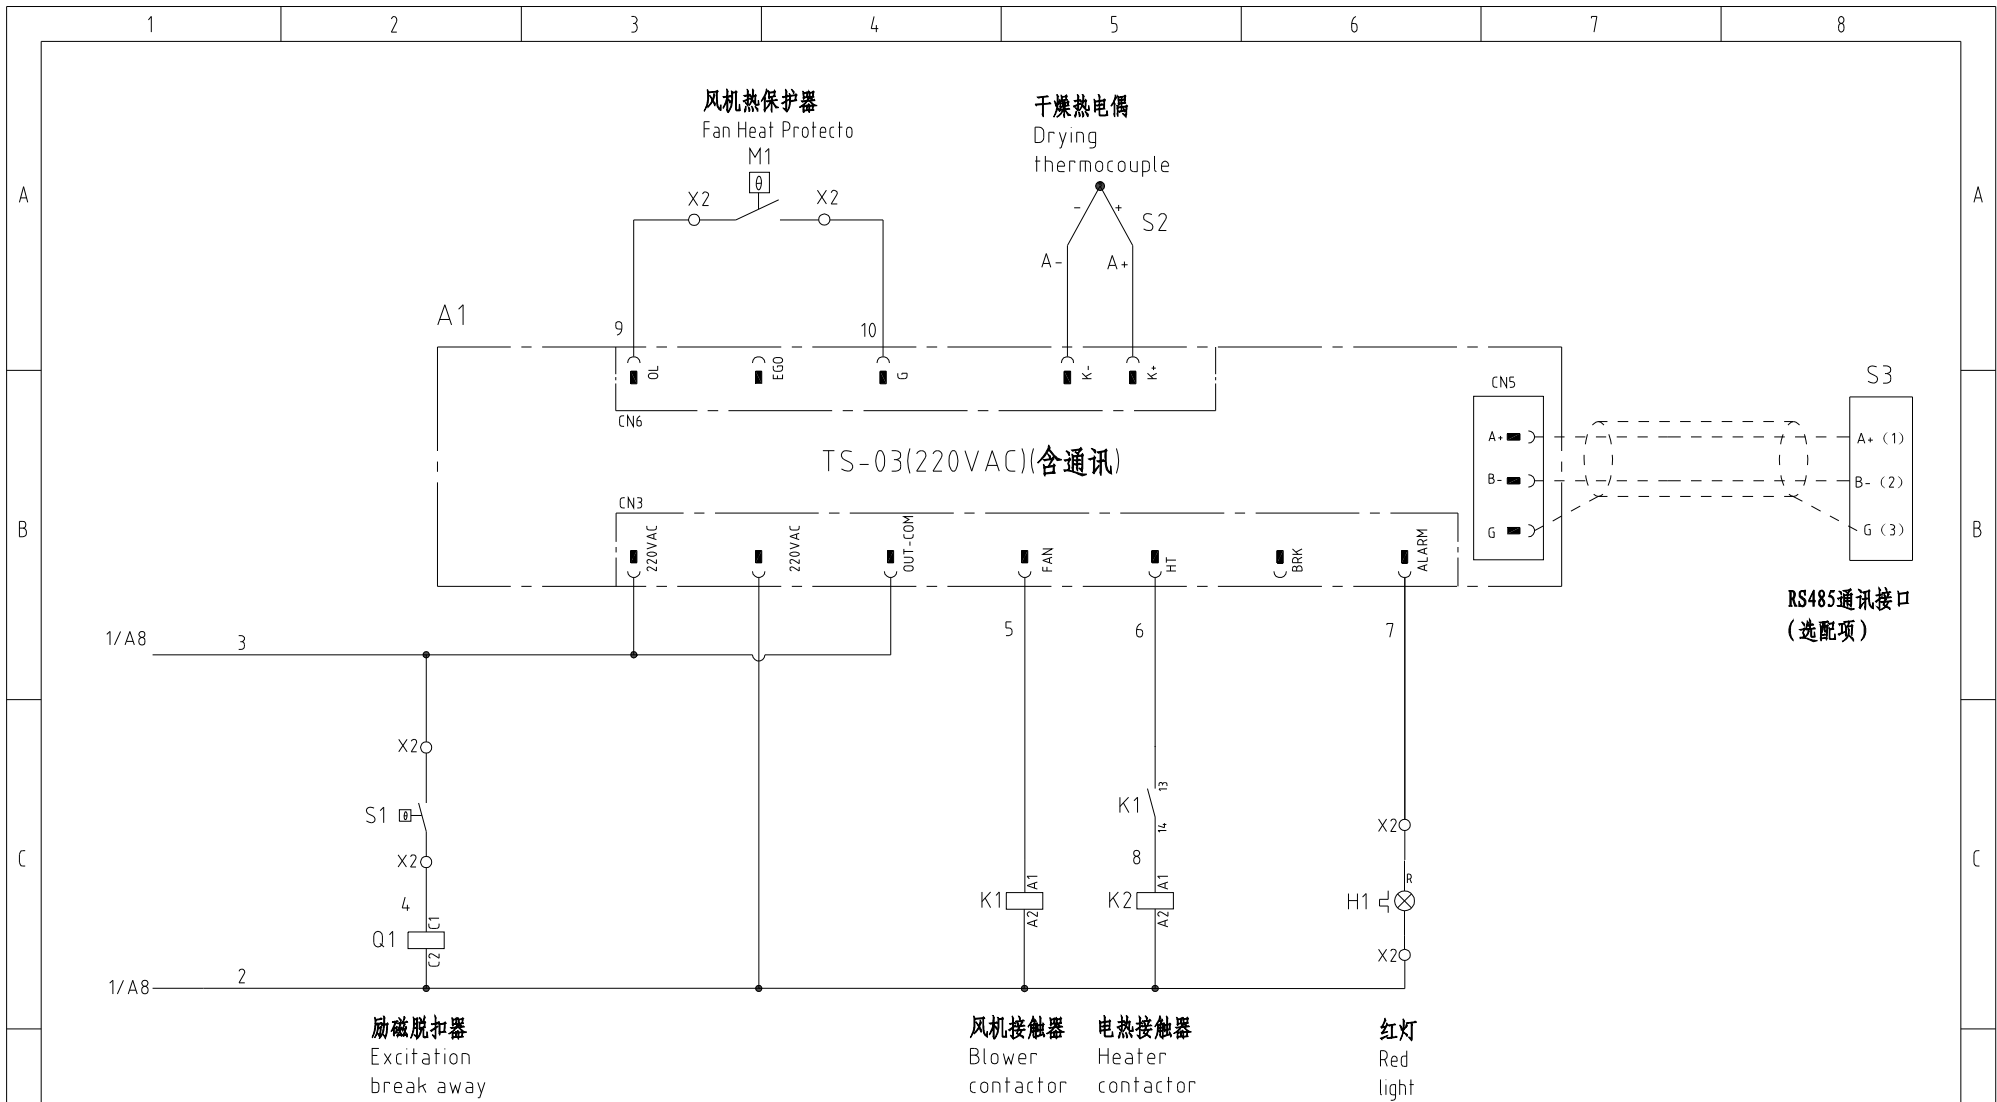 1 2 3 4 5 6 7 8
风机热保护器
Fan Heat Protecto
M1
θ
X2 X2
干燥热电偶
Drying
thermocouple
- +
S2
A- A+
A A
A1
9 10
OL EGO G K- K+
CN6
TS-03(220VAC)(含通讯)
CN5
A+
B-
G
S3
A+ (1)
B- (2)
G (3)
RS485通讯接口
(选配项)
B B
CN3
220VAC 220VAC OUT-COM FAN HT BRK ALARM
1/A8 3
5 6 7
X2
S1 θ
X2
4
C1
Q1
C2
13
K1
14
8
A1
K1
A2
A1
K2
A2
X2
R
H1
X2
C C
1/A8 2
励磁脱扣器
Excitation
break away
风机接触器
Blower
contactor
电热接触器
Heater
contactor
红灯
Red
light